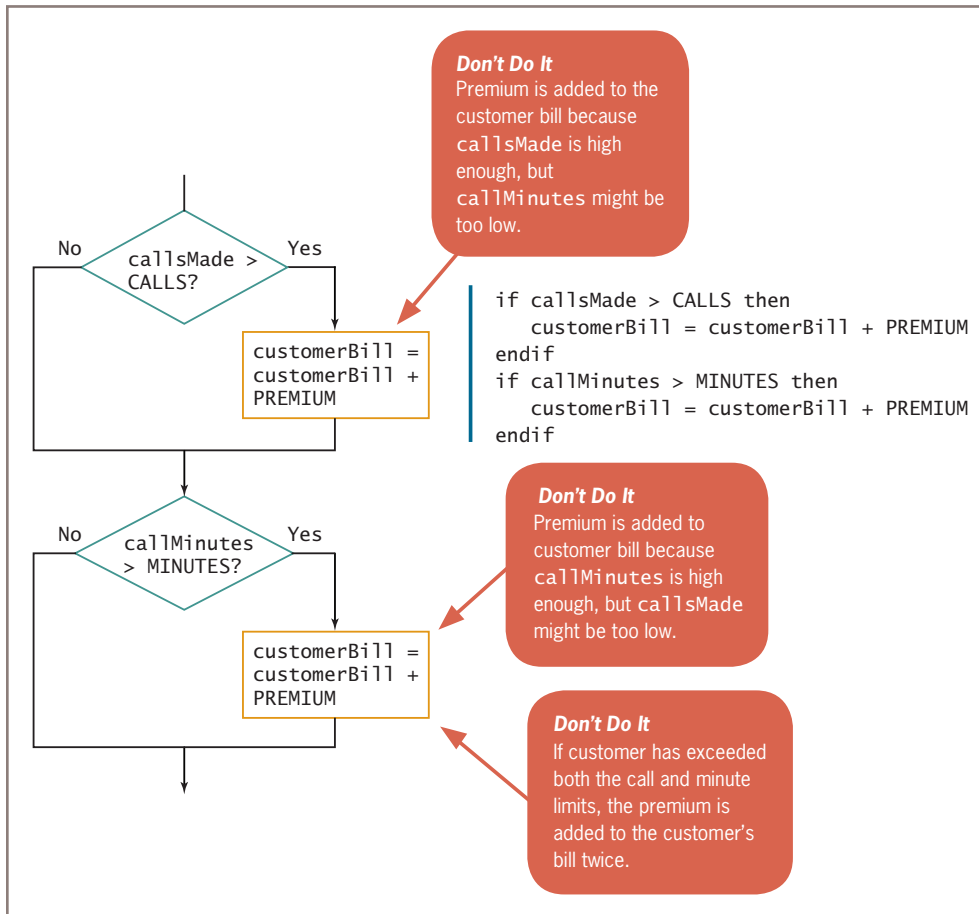 Don't Do It
Premium is added to the
customer bill because
callsMade is high
enough, but
callMinutes might be
too low.
No
callsMade >
CALLS?
Yes
customerBill =
customerBill +
PREMIUM
if callsMade > CALLS then
customerBill = customerBill + PREMIUM
endif
if callMinutes > MINUTES then
customerBill = customerBill + PREMIUM
endif
Don't Do It
Premium is added to
customer bill because
callMinutes is high
enough, but callsMade
might be too low.
No
callMinutes
> MINUTES?
Yes
customerBill =
customerBill +
PREMIUM
Don't Do It
If customer has exceeded
both the call and minute
limits, the premium is
added to the customer's
bill twice.